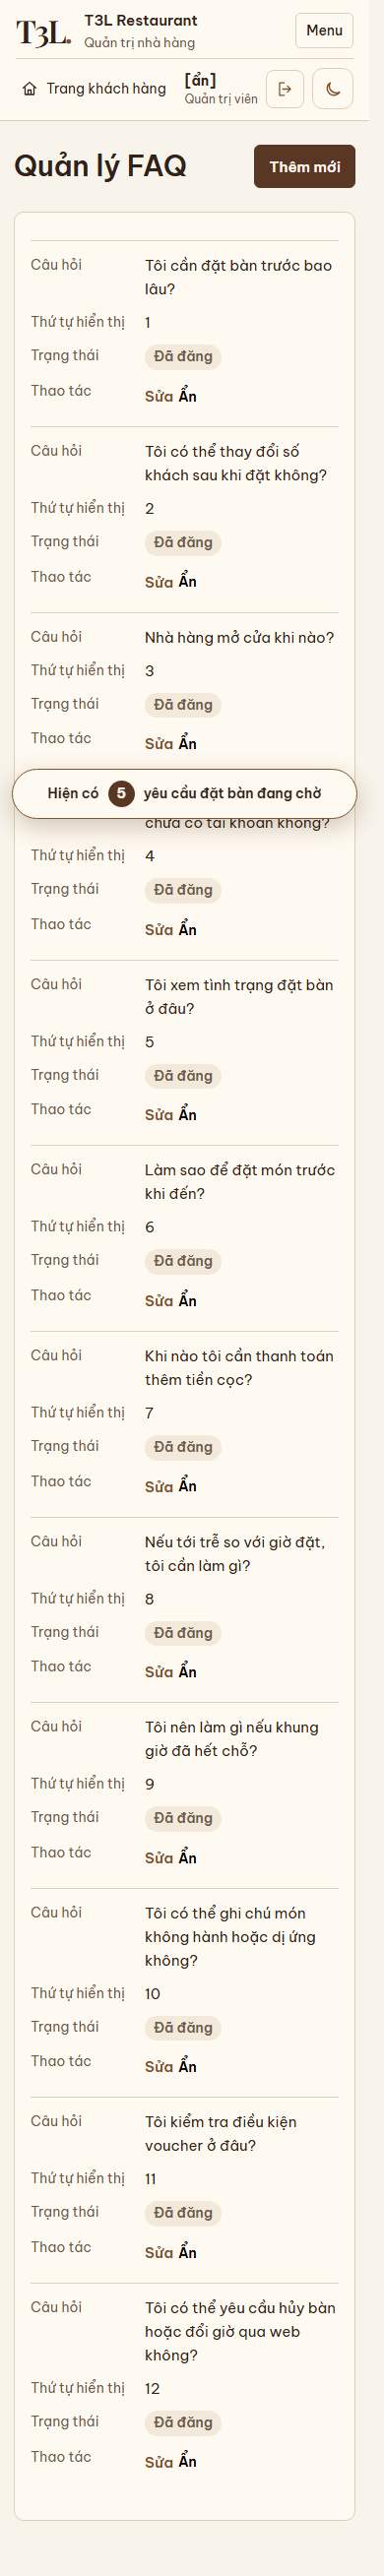 T3L.
T3L Restaurant
Quản trị nhà hàng
Menu
Trang khách hàng
[ẩn]
Quản trị viên
Quản lý FAQ
Thêm mới
Câu hỏi
Tôi cần đặt bàn trước bao
lâu?
Thứ tự hiển thị
1
Trạng thái
Đã đăng
Thao tác
Sửa Ẩn
Câu hỏi
Tôi có thể thay đổi số
khách sau khi đặt không?
Thứ tự hiển thị
2
Trạng thái
Đã đăng
Thao tác
Sửa Ẩn
Câu hỏi
Nhà hàng mở cửa khi nào?
Thứ tự hiển thị
3
Trạng thái
Đã đăng
Thao tác
Sửa Ẩn
Hiện có 5 yêu cầu đặt bàn đang chờ
chưa có tài khoản không?
Thứ tự hiển thị
4
Trạng thái
Đã đăng
Thao tác
Sửa Ẩn
Câu hỏi
Tôi xem tình trạng đặt bàn
ở đâu?
Thứ tự hiển thị
5
Trạng thái
Đã đăng
Thao tác
Sửa Ẩn
Câu hỏi
Làm sao để đặt món trước
khi đến?
Thứ tự hiển thị
6
Trạng thái
Đã đăng
Thao tác
Sửa Ẩn
Câu hỏi
Khi nào tôi cần thanh toán
thêm tiền cọc?
Thứ tự hiển thị
7
Trạng thái
Đã đăng
Thao tác
Sửa Ẩn
Câu hỏi
Nếu tới trễ so với giờ đặt,
tôi cần làm gì?
Thứ tự hiển thị
8
Trạng thái
Đã đăng
Thao tác
Sửa Ẩn
Câu hỏi
Tôi nên làm gì nếu khung
giờ đã hết chỗ?
Thứ tự hiển thị
9
Trạng thái
Đã đăng
Thao tác
Sửa Ẩn
Câu hỏi
Tôi có thể ghi chú món
không hành hoặc dị ứng
không?
Thứ tự hiển thị
10
Trạng thái
Đã đăng
Thao tác
Sửa Ẩn
Câu hỏi
Tôi kiểm tra điều kiện
voucher ở đâu?
Thứ tự hiển thị
11
Trạng thái
Đã đăng
Thao tác
Sửa Ẩn
Câu hỏi
Tôi có thể yêu cầu hủy bàn
hoặc đổi giờ qua web
không?
Thứ tự hiển thị
12
Trạng thái
Đã đăng
Thao tác
Sửa Ẩn